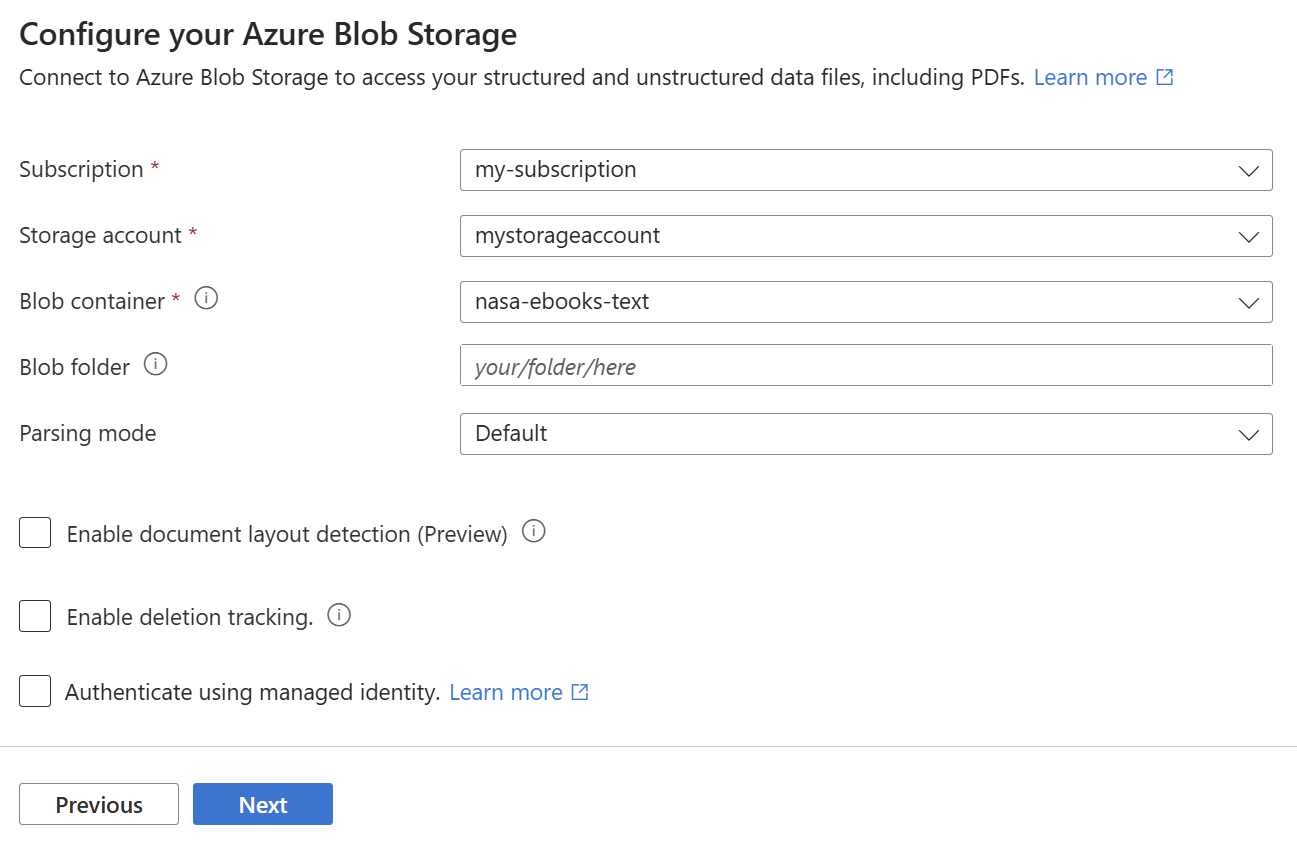 Configure your Azure Blob Storage
Connect to Azure Blob Storage to access your structured and unstructured data files, including PDFs. Learn more
Subscription * my-subscription
Storage account * mystorageaccount
Blob container * nasa-ebooks-text
Blob folder your/folder/here
Parsing mode Default
Enable document layout detection (Preview)
Enable deletion tracking.
Authenticate using managed identity. Learn more
Previous Next